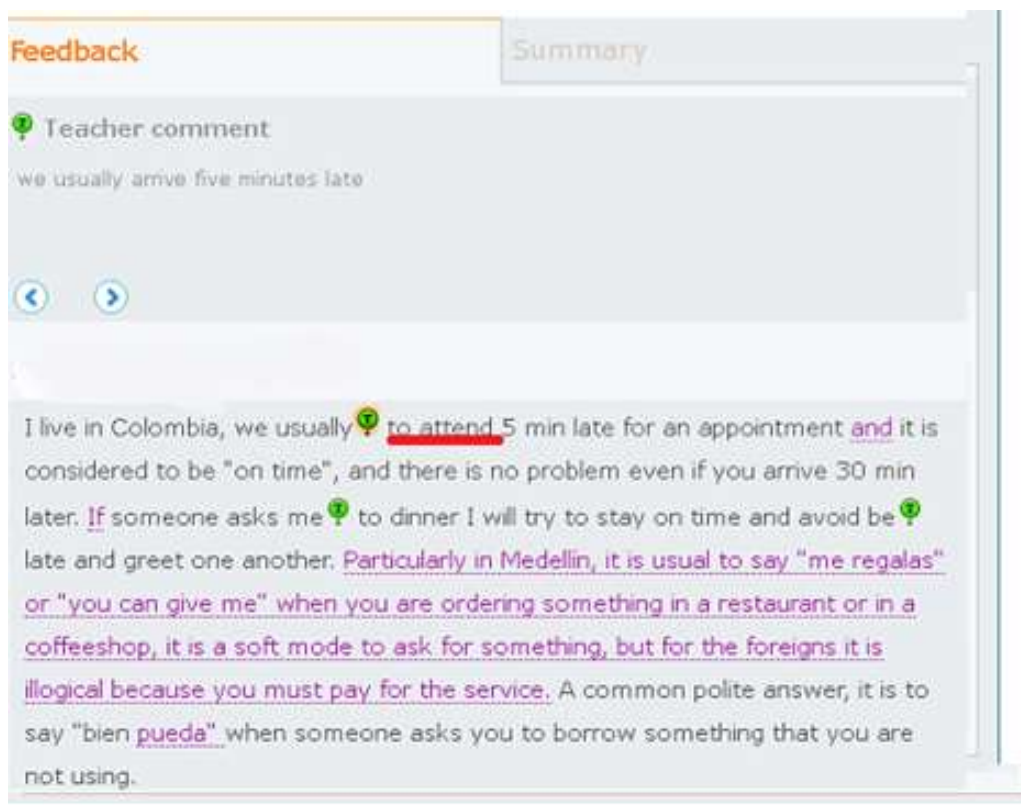 Feedback
Summary
Teacher comment
we usually arrive five minutes late
I live in Colombia, we usually to attend 5 min late for an appointment and it is
considered to be "on time", and there is no problem even if you arrive 30 min
later. If someone asks me to dinner I will try to stay on time and avoid be
late and greet one another. Particularly in Medellin, it is usual to say "me regalas"
or "you can give me" when you are ordering something in a restaurant or in a
coffeeshop, it is a soft mode to ask for something, but for the foreigns it is
illogical because you must pay for the service. A common polite answer, it is to
say "bien pueda" when someone asks you to borrow something that you are
not using.